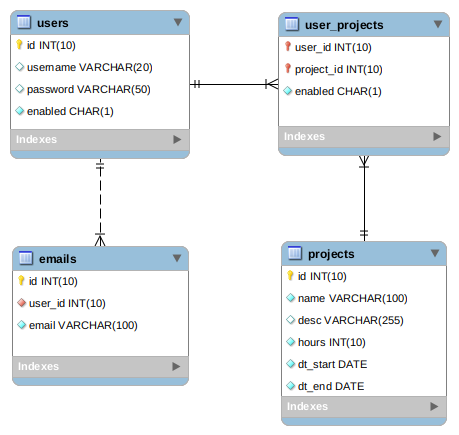 users
id INT(10)
username VARCHAR(20)
password VARCHAR(50)
enabled CHAR(1)
Indexes
user_projects
user_id INT(10)
project_id INT(10)
enabled CHAR(1)
Indexes
emails
id INT(10)
user_id INT(10)
email VARCHAR(100)
Indexes
projects
id INT(10)
name VARCHAR(100)
desc VARCHAR(255)
hours INT(10)
dt_start DATE
dt_end DATE
Indexes